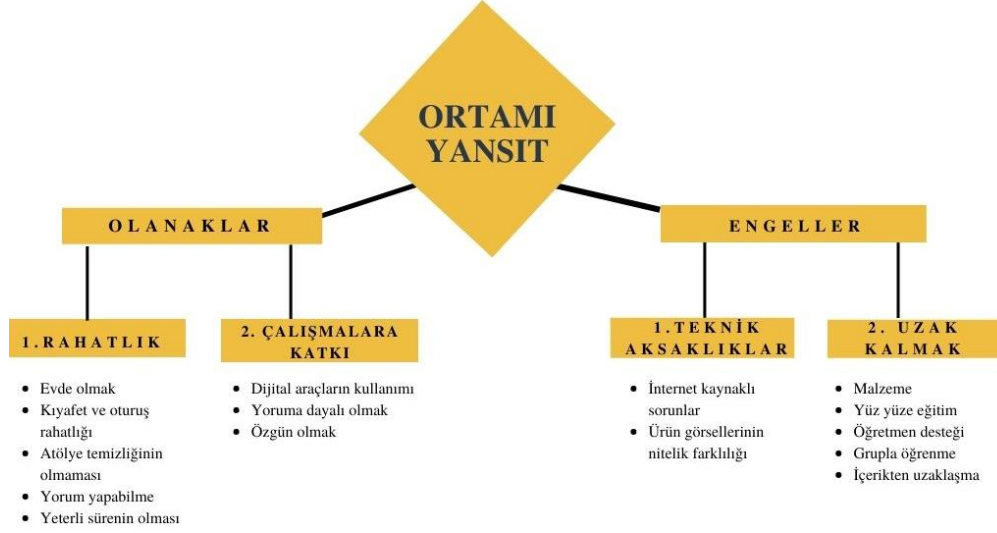 ORTAMI
YANSIT
OLANAKLAR
ENGELLER
1.RAHATLIK
2. ÇALIŞMALARA
KATKI
1.TEKNİK
AKSAKLIKLAR
2. UZAK
KALMAK
• Evde olmak
• Kıyafet ve oturuş
rahatlığı
• Atölye temizliğinin
olmaması
• Yorum yapabilme
• Yeterli sürenin olması
• Dijital araçların kullanımı
• Yoruma dayalı olmak
• Özgün olmak
• İnternet kaynaklı
sorunlar
• Ürün görsellerinin
nitelik farklılığı
• Malzeme
• Yüz yüze eğitim
• Öğretmen desteği
• Grupla öğrenme
• İçerikten uzaklaşma